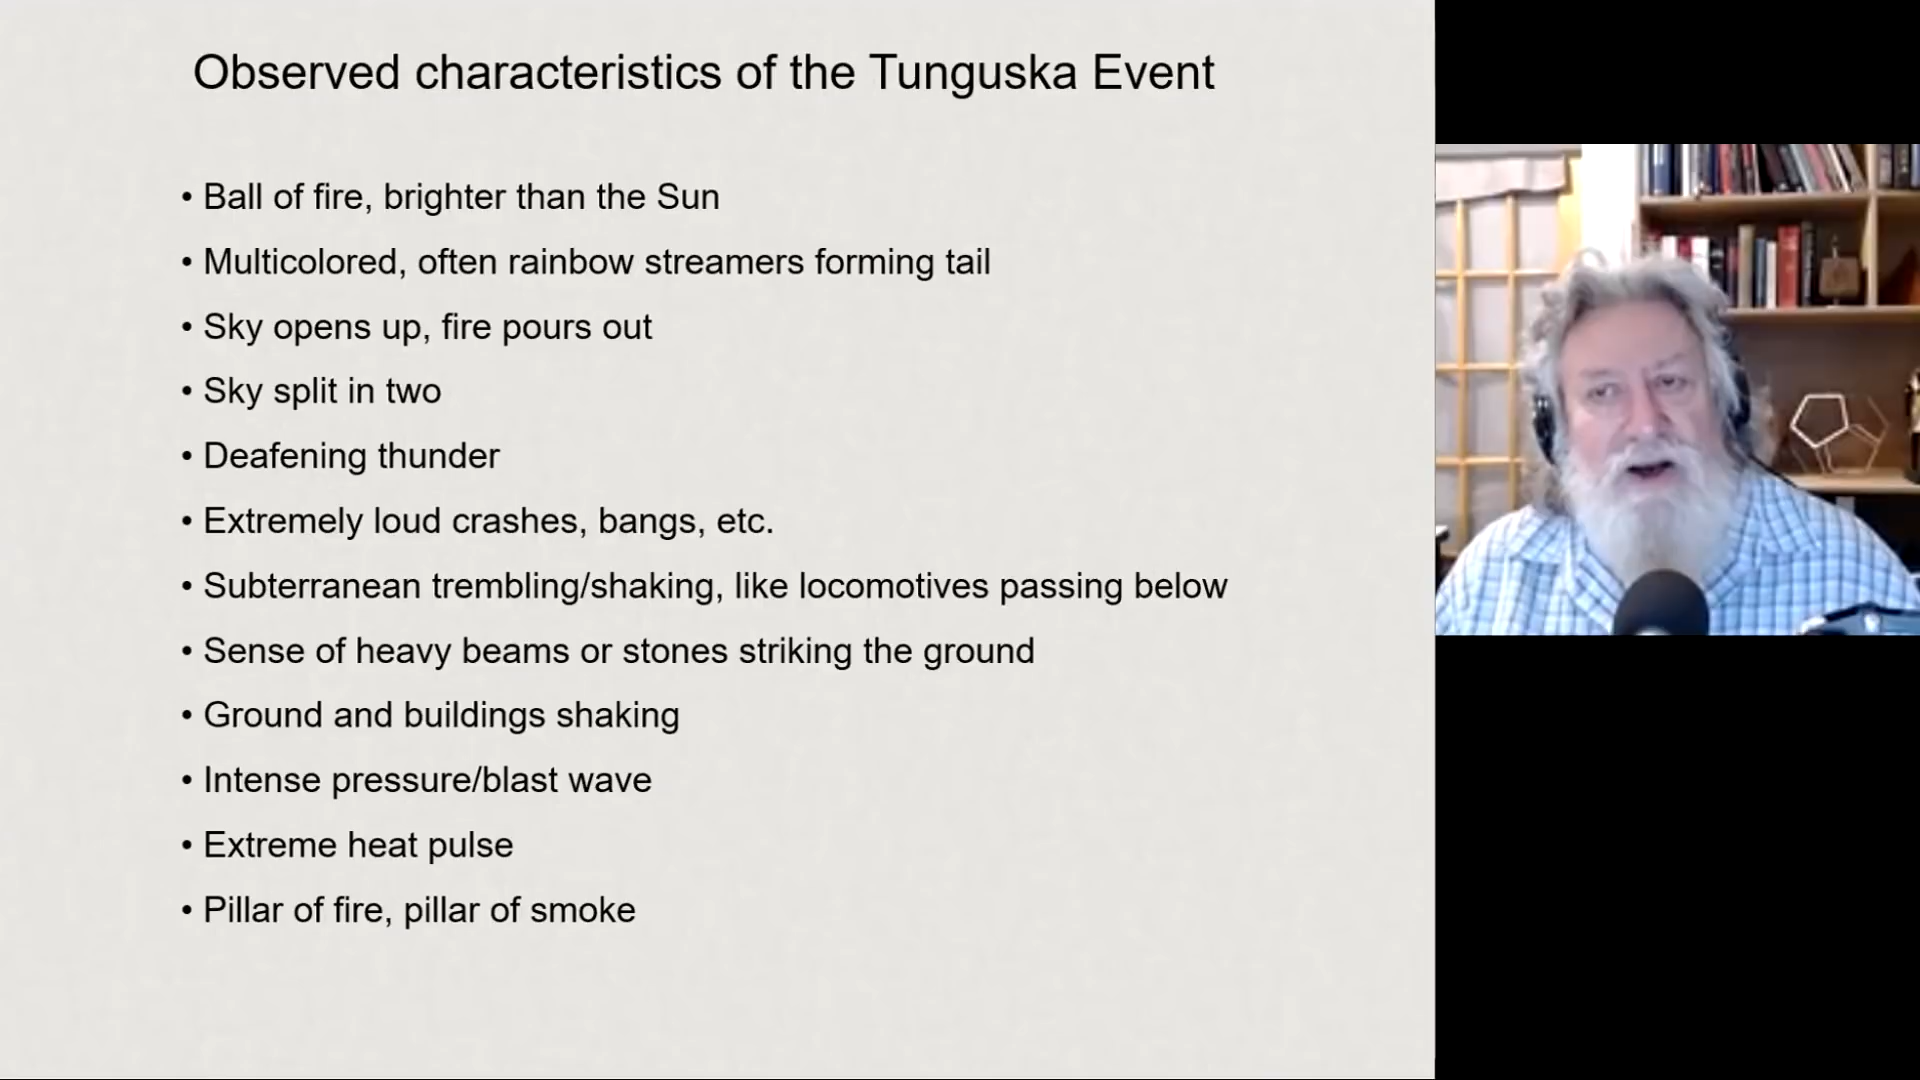 Observed characteristics of the Tunguska Event
• Ball of fire, brighter than the Sun
• Multicolored, often rainbow streamers forming tail
• Sky opens up, fire pours out
• Sky split in two
• Deafening thunder
• Extremely loud crashes, bangs, etc.
• Subterranean trembling/shaking, like locomotives passing below
• Sense of heavy beams or stones striking the ground
• Ground and buildings shaking
• Intense pressure/blast wave
• Extreme heat pulse
• Pillar of fire, pillar of smoke